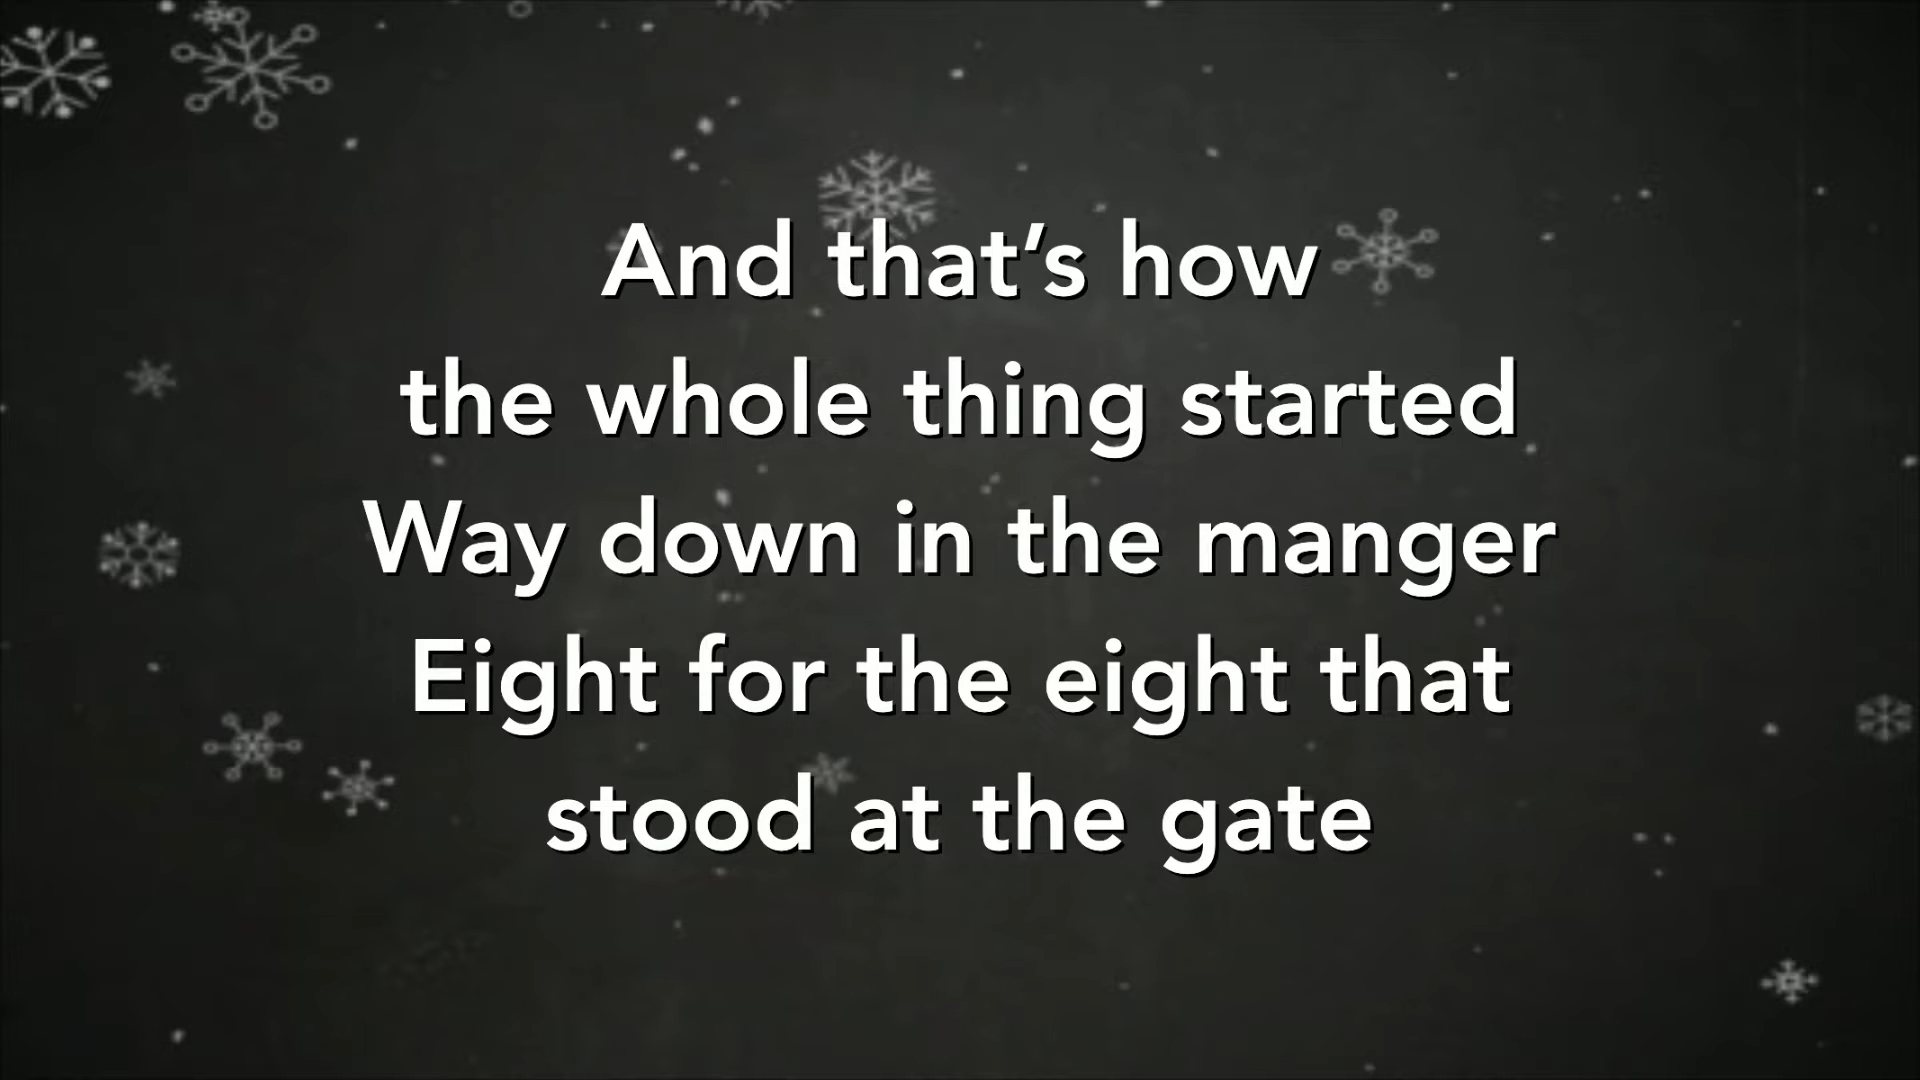 And that’s how
the whole thing started
Way down in the manger
Eight for the eight that
stood at the gate